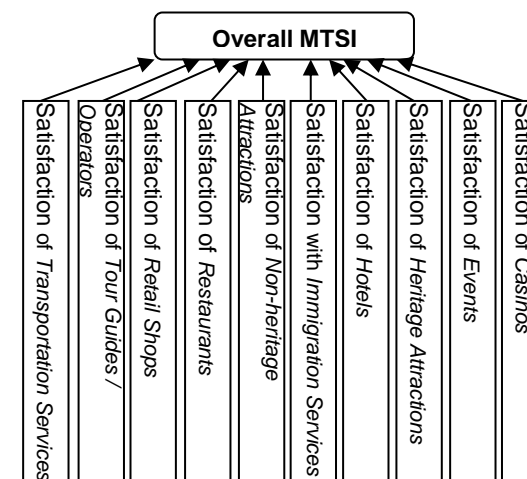 Overall MTSI
Satisfaction of Transportation Services
Satisfaction of Tour Guides /
Operators
Satisfaction of Retail Shops
Satisfaction of Restaurants
Satisfaction of Non-heritage
Attractions
Satisfaction with Immigration Services
Satisfaction of Hotels
Satisfaction of Heritage Attractions
Satisfaction of Events
Satisfaction of Casinos